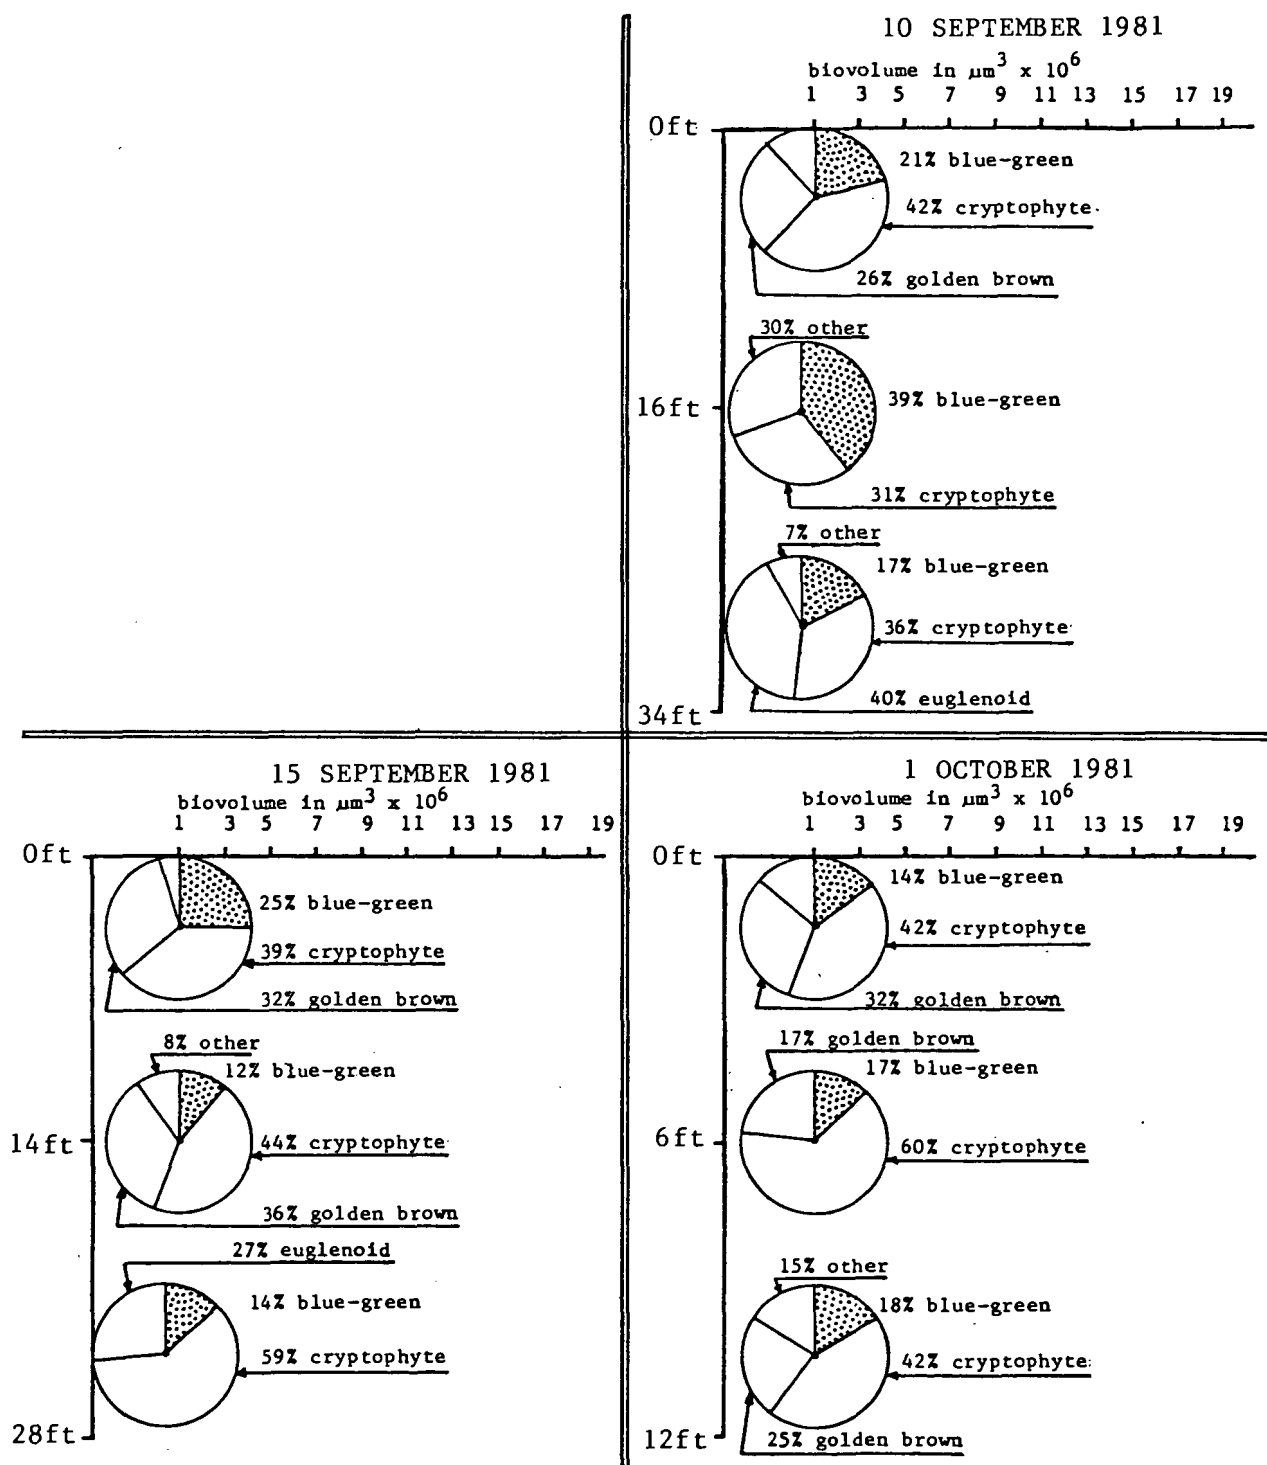 10 SEPTEMBER 1981
biovolume in µm³ x 10⁶
1 3 5 7 9 11 13 15 17 19
0ft
21% blue-green
42% cryptophyte
26% golden brown
30% other
16ft
39% blue-green
31% cryptophyte
7% other
17% blue-green
36% cryptophyte
40% euglenoid
34ft
15 SEPTEMBER 1981
biovolume in µm³ x 10⁶
1 3 5 7 9 11 13 15 17 19
0ft
25% blue-green
39% cryptophyte
32% golden brown
8% other
12% blue-green
14ft
44% cryptophyte
36% golden brown
27% euglenoid
14% blue-green
59% cryptophyte
28ft
1 OCTOBER 1981
biovolume in µm³ x 10⁶
1 3 5 7 9 11 13 15 17 19
0ft
14% blue-green
42% cryptophyte
32% golden brown
17% golden brown
17% blue-green
6ft
60% cryptophyte
15% other
18% blue-green
42% cryptophyte
12ft
25% golden brown